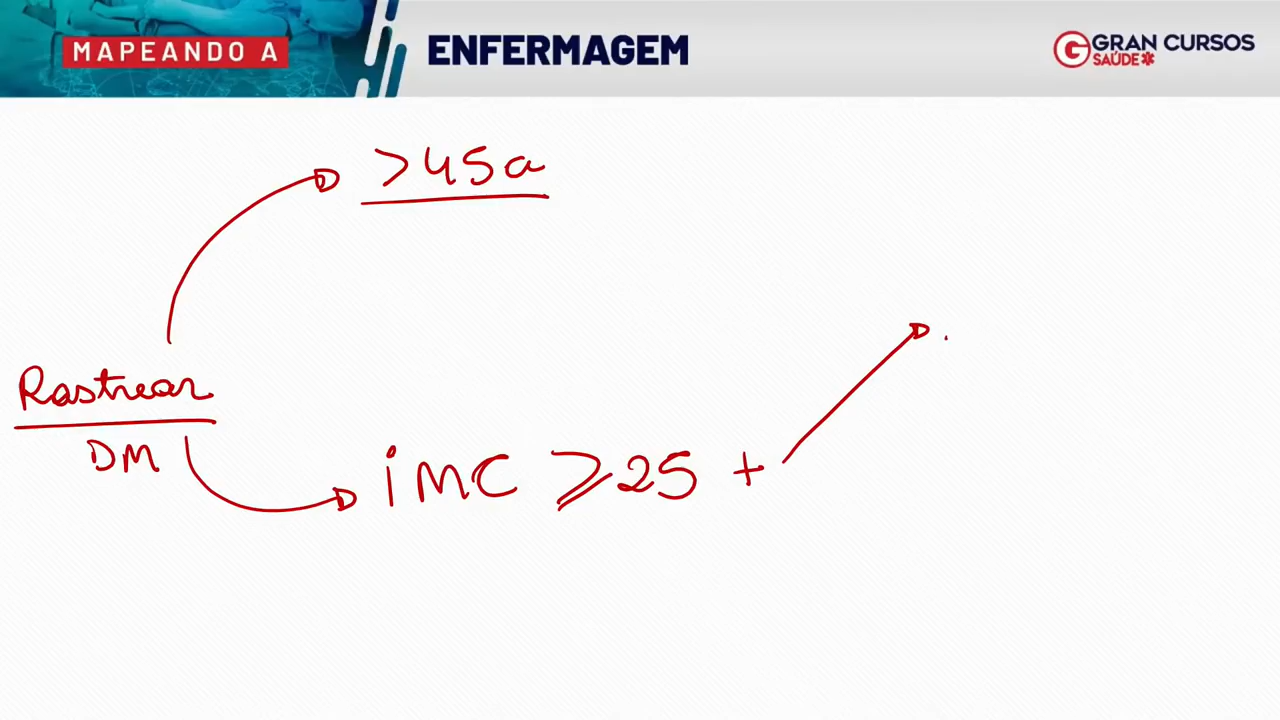 MAPEANDO A
ENFERMAGEM
GRAN CURSOS
SAÚDE
>45a
Rastrear
DM
iMC ≥25 +